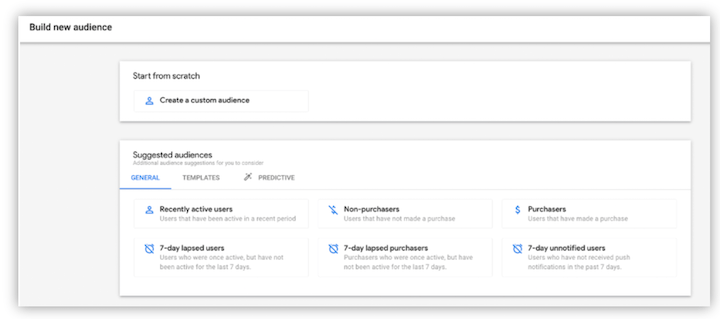 Build new audience
Start from scratch
Create a custom audience
Suggested audiences
Additional audience suggestions for you to consider
GENERAL TEMPLATES PREDICTIVE
Recently active users
Users that have been active in a recent period
Non-purchasers
Users that have not made a purchase
Purchasers
Users that have made a purchase
7-day lapsed users
Users who were once active, but have not
been active for the last 7 days.
7-day lapsed purchasers
Purchasers who were once active, but have
not been active for the last 7 days.
7-day unnotified users
Users who have not received push
notifications in the past 7 days.